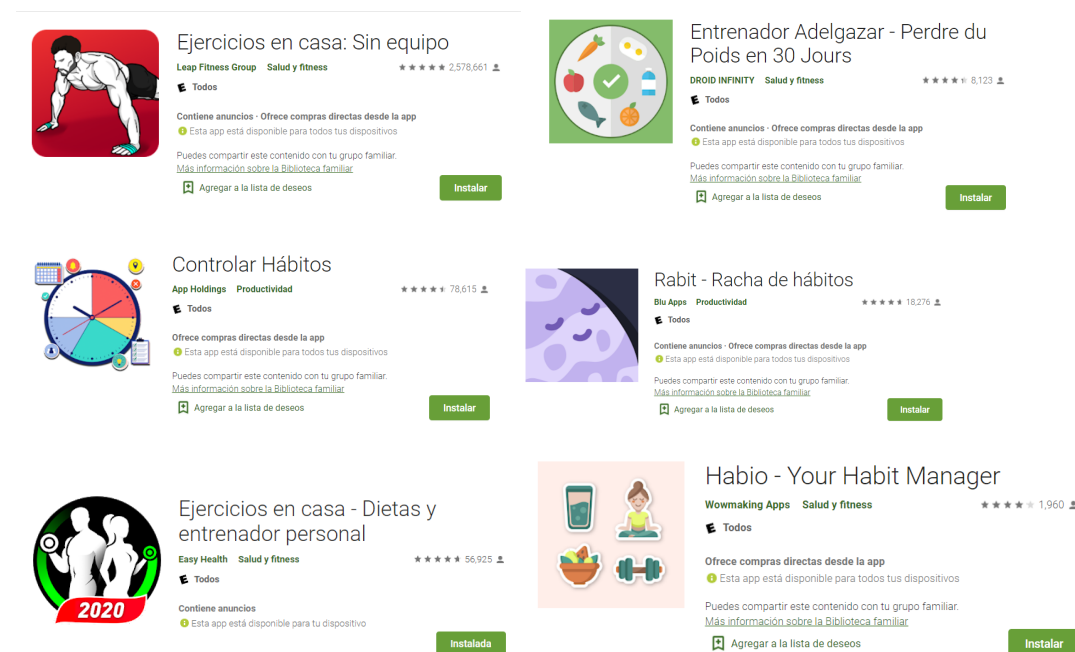 Ejercicios en casa: Sin equipo
Leap Fitness Group Salud y fitness 2,578,661
E Todos
Contiene anuncios · Ofrece compras directas desde la app
Esta app está disponible para todos tus dispositivos
Puedes compartir este contenido con tu grupo familiar.
Más información sobre la Biblioteca familiar
Agregar a la lista de deseos
Instalar
Entrenador Adelgazar - Perdre du
Poids en 30 Jours
DROID INFINITY Salud y fitness 8,123
E Todos
Contiene anuncios · Ofrece compras directas desde la app
Esta app está disponible para todos tus dispositivos
Puedes compartir este contenido con tu grupo familiar.
Más información sobre la Biblioteca familiar
Agregar a la lista de deseos
Instalar
Controlar Hábitos
App Holdings Productividad 78,615
E Todos
Ofrece compras directas desde la app
Esta app está disponible para todos tus dispositivos
Puedes compartir este contenido con tu grupo familiar.
Más información sobre la Biblioteca familiar
Agregar a la lista de deseos
Instalar
Rabit - Racha de hábitos
Blu Apps Productividad 18,276
E Todos
Contiene anuncios · Ofrece compras directas desde la app
Esta app está disponible para todos tus dispositivos
Puedes compartir este contenido con tu grupo familiar.
Más información sobre la Biblioteca familiar
Agregar a la lista de deseos
Instalar
2020
Ejercicios en casa - Dietas y
entrenador personal
Easy Health Salud y fitness 56,925
E Todos
Contiene anuncios
Esta app está disponible para tu dispositivo
Instalada
Habio - Your Habit Manager
Wowmaking Apps Salud y fitness 1,960
E Todos
Ofrece compras directas desde la app
Esta app está disponible para todos tus dispositivos
Puedes compartir este contenido con tu grupo familiar.
Más información sobre la Biblioteca familiar
Agregar a la lista de deseos
Instalar